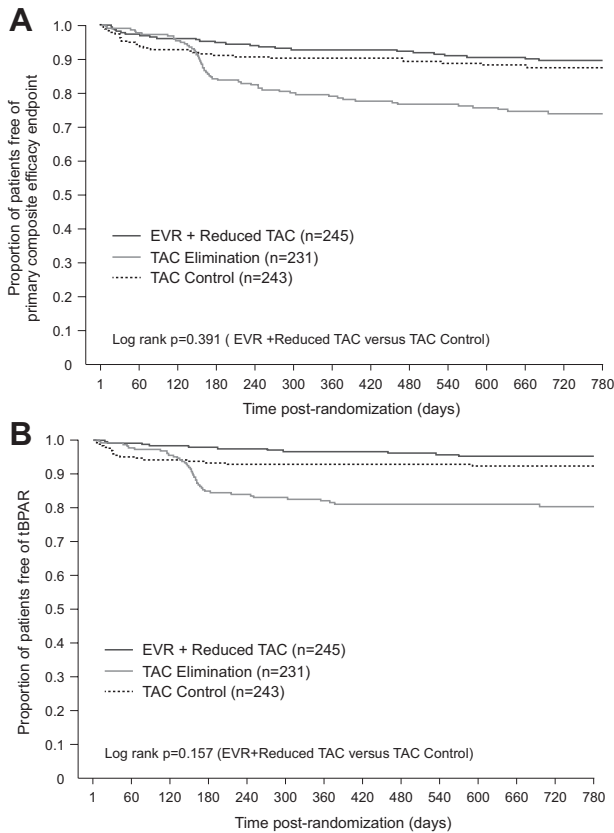 A
Proportion of patients free of
primary composite efficacy endpoint
1.0
0.9
0.8
0.7
0.6
0.5
0.4
0.3
0.2
0.1
0
EVR + Reduced TAC (n=245)
TAC Elimination (n=231)
TAC Control (n=243)
Log rank p=0.391 ( EVR +Reduced TAC versus TAC Control)
1 60 120 180 240 300 360 420 480 540 600 660 720 780
Time post-randomization (days)
B
Proportion of patients free of tBPAR
1.0
0.9
0.8
0.7
0.6
0.5
0.4
0.3
0.2
0.1
0
EVR + Reduced TAC (n=245)
TAC Elimination (n=231)
TAC Control (n=243)
Log rank p=0.157 (EVR+Reduced TAC versus TAC Control)
1 60 120 180 240 300 360 420 480 540 600 660 720 780
Time post-randomization (days)